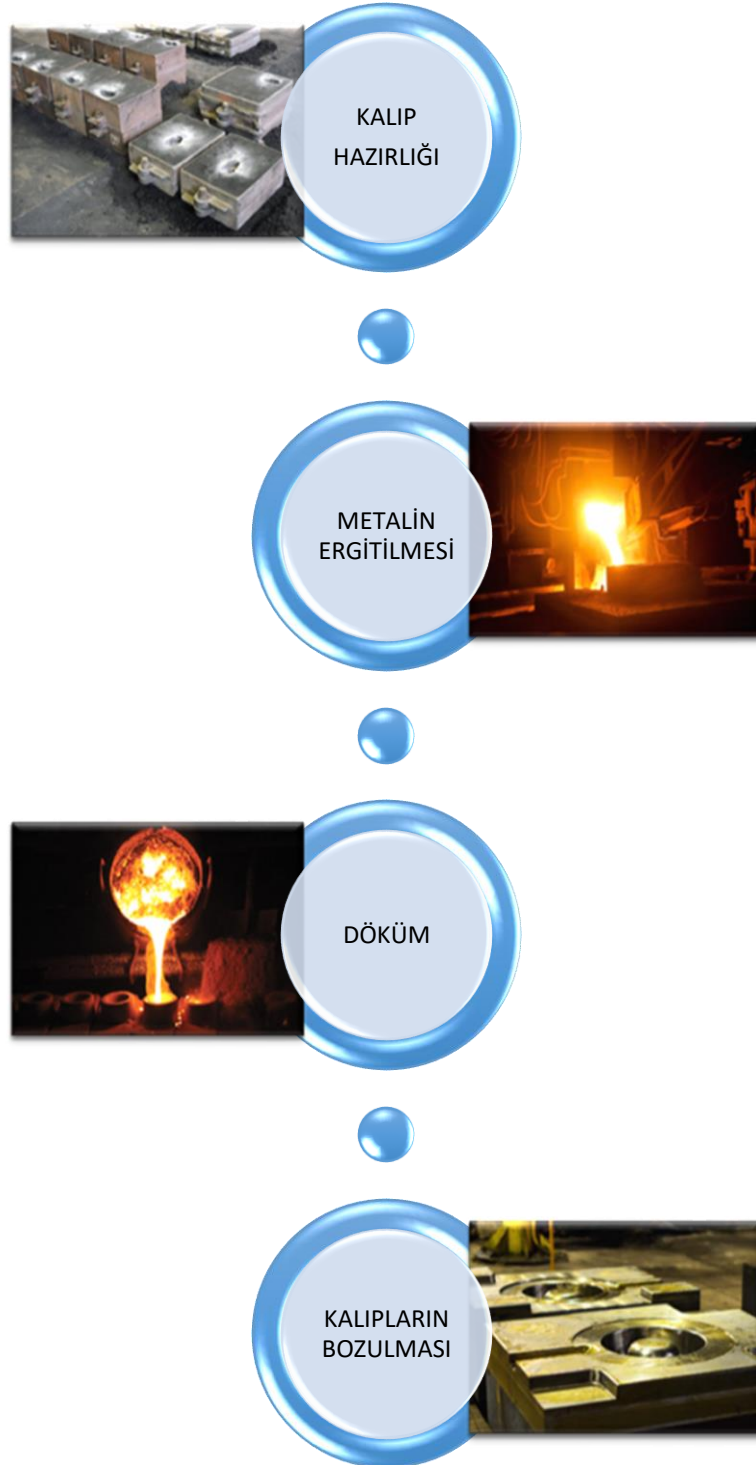 KALIP
HAZIRLIĞI
METALİN
ERGİTİLMESİ
DÖKÜM
KALIPLARIN
BOZULMASI